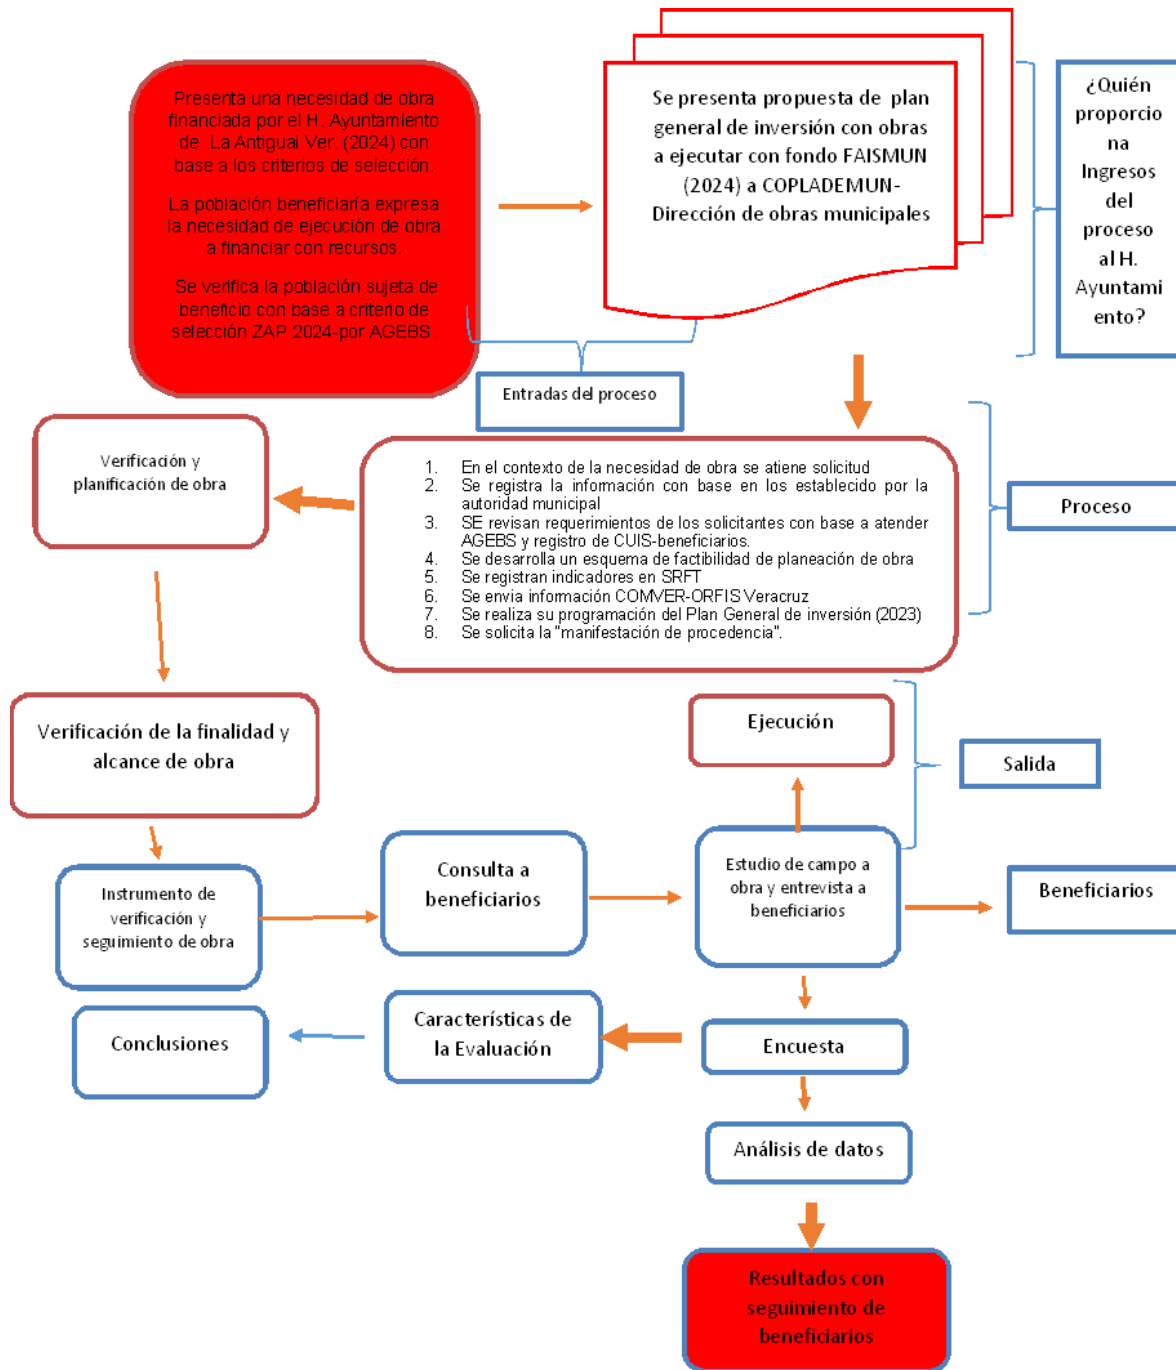 Presenta una necesidad de obra
financiada por el H. Ayuntamiento
de La Antigual Ver. (2024) con
base a los criterios de selección.
La población beneficiaría expresa
la necesidad de ejecución de obra
a financiar con recursos.
Se verifica la población sujeta de
beneficio con base a criterio de
selección ZAP 2024-por AGEBS.
Se presenta propuesta de plan
general de inversión con obras
a ejecutar con fondo FAISMUN
(2024) a COPLADEMUN-
Dirección de obras municipales
¿Quién
proporcio
na
Ingresos
del
proceso
al H.
Ayuntami
ento?
Entradas del proceso
Verificación y
planificación de obra
1. En el contexto de la necesidad de obra se atiene solicitud
2. Se registra la información con base en los establecido por la
autoridad municipal
3. SE revisan requerimientos de los solicitantes con base a atender
AGEBS y registro de CUIS-beneficiarios.
4. Se desarrolla un esquema de factibilidad de planeación de obra
5. Se registran indicadores en SRFT
6. Se envia información COMVER-ORFIS Veracruz
7. Se realiza su programación del Plan General de inversión (2023)
8. Se solicita la "manifestación de procedencia".
Proceso
Verificación de la finalidad y
alcance de obra
Ejecución
Salida
Instrumento de
verificación y
seguimiento de obra
Consulta a
beneficiarios
Estudio de campo a
obra y entrevista a
beneficiarios
Beneficiarios
Conclusiones
Características de
la Evaluación
Encuesta
Análisis de datos
Resultados con
seguimiento de
beneficiarios